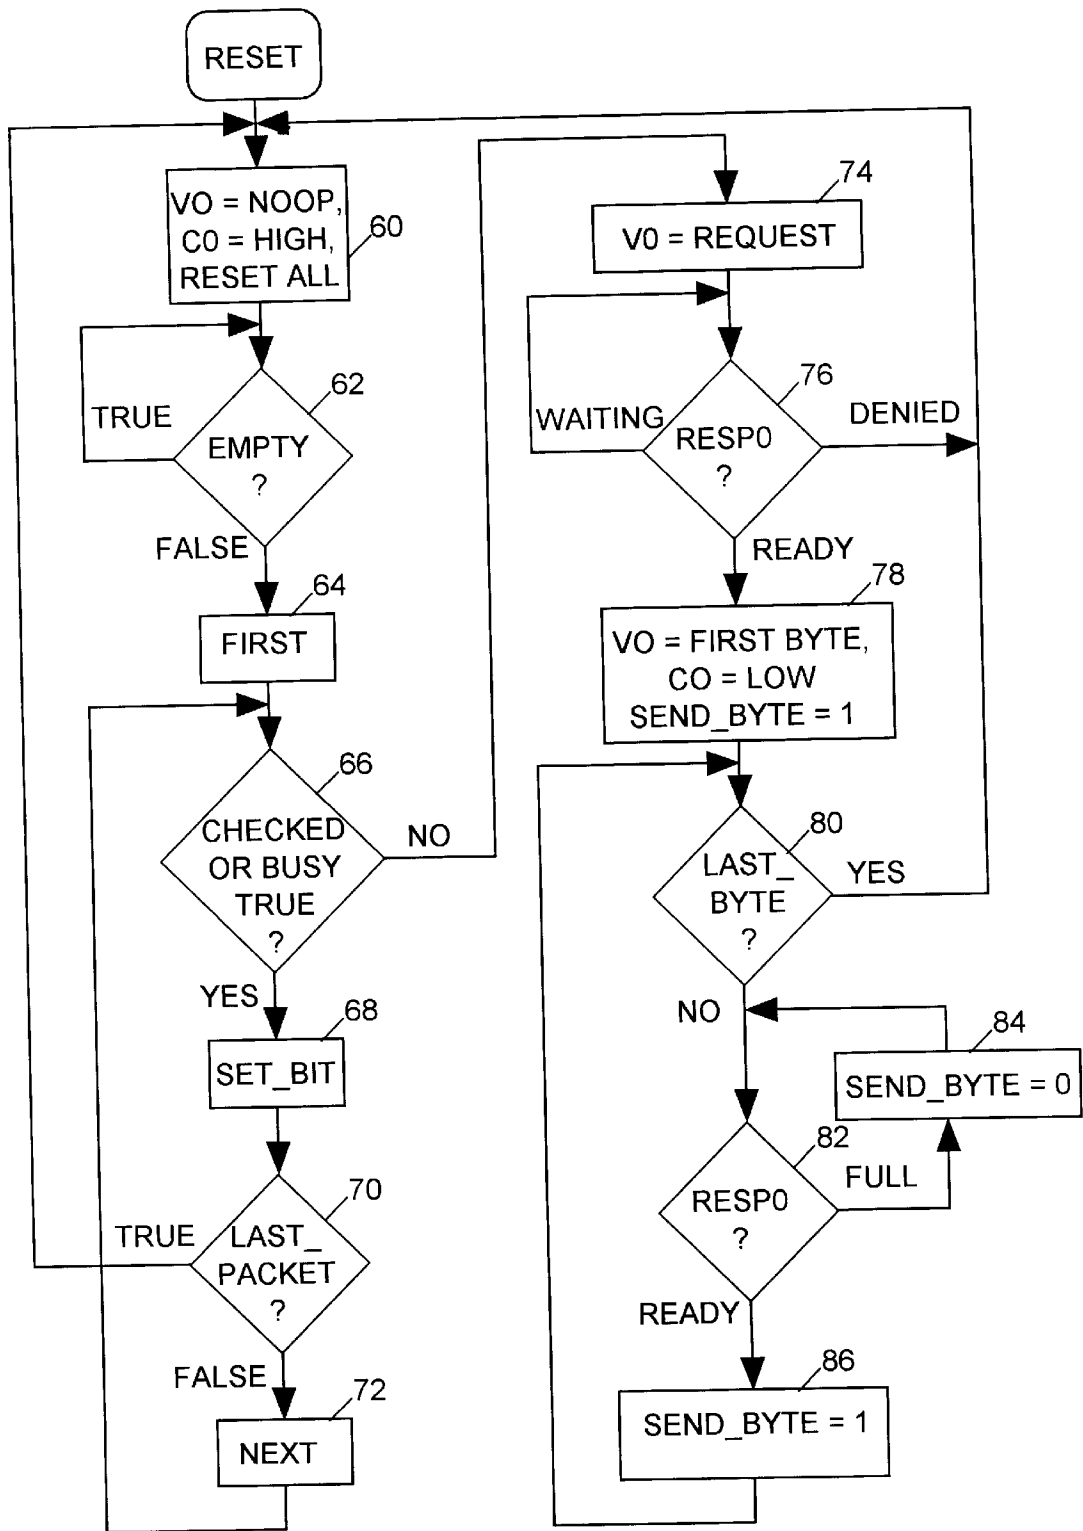 RESET
VO = NOOP,
C0 = HIGH,
RESET ALL
60
62
TRUE
EMPTY
?
FALSE
64
FIRST
66
CHECKED
OR BUSY
TRUE
?
NO
YES
68
SET_BIT
70
TRUE
LAST_
PACKET
?
FALSE
72
NEXT
74
V0 = REQUEST
76
WAITING
RESP0
?
DENIED
READY
78
VO = FIRST BYTE,
CO = LOW
SEND_BYTE = 1
80
LAST_
BYTE
?
YES
NO
84
SEND_BYTE = 0
82
RESP0
?
FULL
READY
86
SEND_BYTE = 1